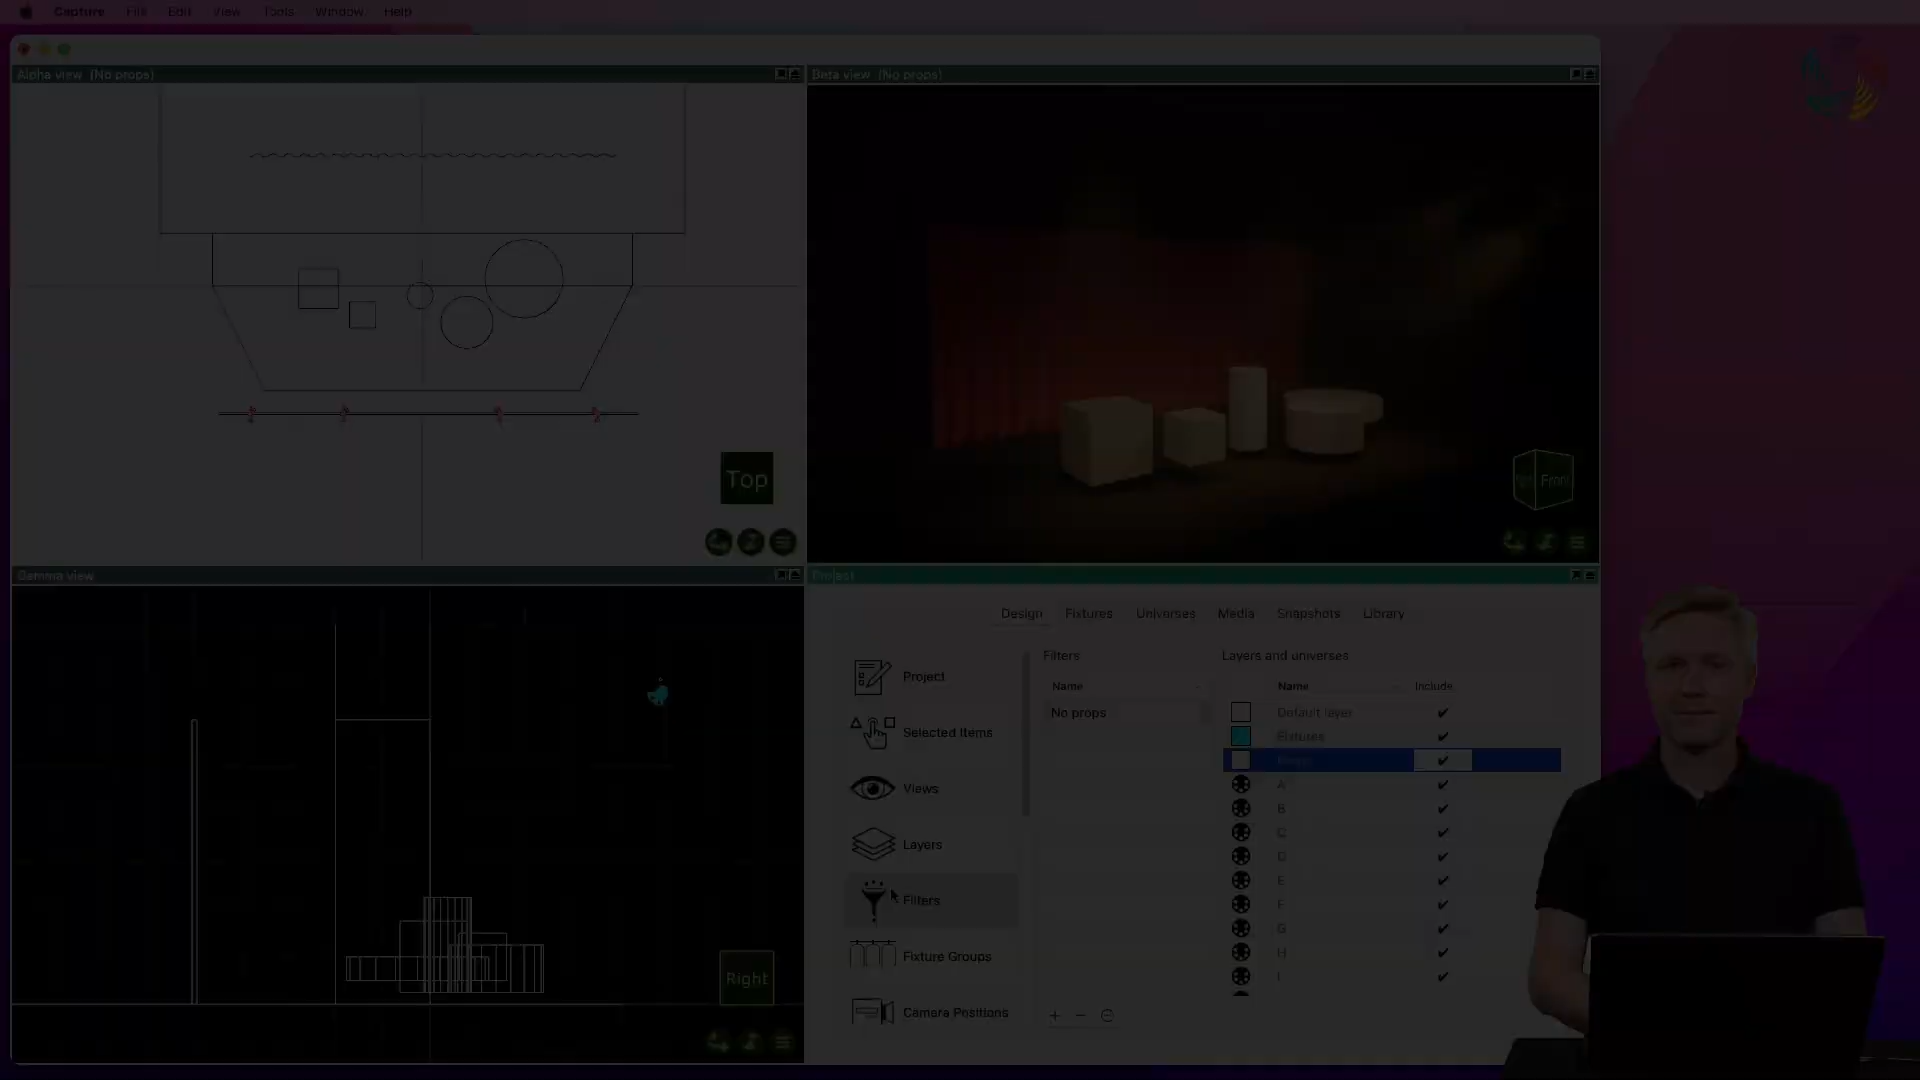 Capture File Edit View Tools Window Help
Alpha view (No props)
Beta view (No props)
Top
Front
Gamma view
Project
Design Fixtures Universes Media Snapshots Library
Filters
Layers and universes
Name
Name
Include
Project
No props
Default layer
Selected Items
Fixtures
Views
A
B
C
Layers
D
E
Filters
F
G
Fixture Groups
H
I
Right
Camera Positions